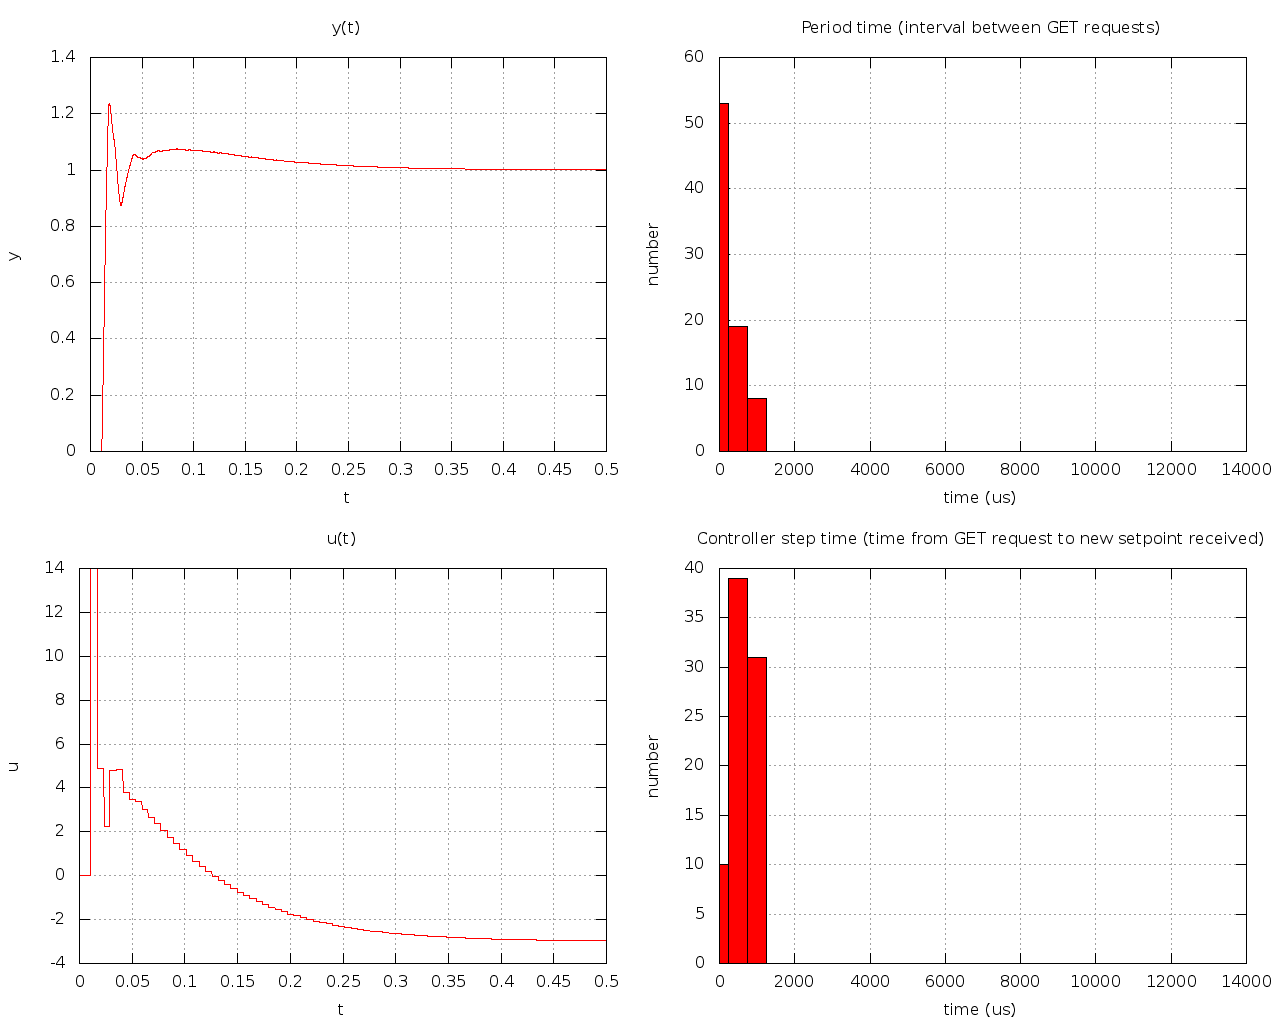 y(t)
1.4
1.2
1
0.8
0.6
0.4
0.2
0
y
0 0.05 0.1 0.15 0.2 0.25 0.3 0.35 0.4 0.45 0.5
t
Period time (interval between GET requests)
60
50
40
30
20
10
0
number
0 2000 4000 6000 8000 10000 12000 14000
time (us)
u(t)
14
12
10
8
6
4
2
0
-2
-4
u
0 0.05 0.1 0.15 0.2 0.25 0.3 0.35 0.4 0.45 0.5
t
Controller step time (time from GET request to new setpoint received)
40
35
30
25
20
15
10
5
0
number
0 2000 4000 6000 8000 10000 12000 14000
time (us)